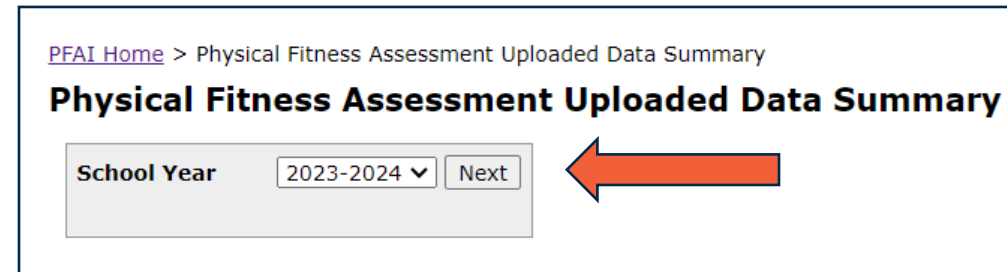 PFAI Home > Physical Fitness Assessment Uploaded Data Summary
Physical Fitness Assessment Uploaded Data Summary
School Year 2023-2024 Next